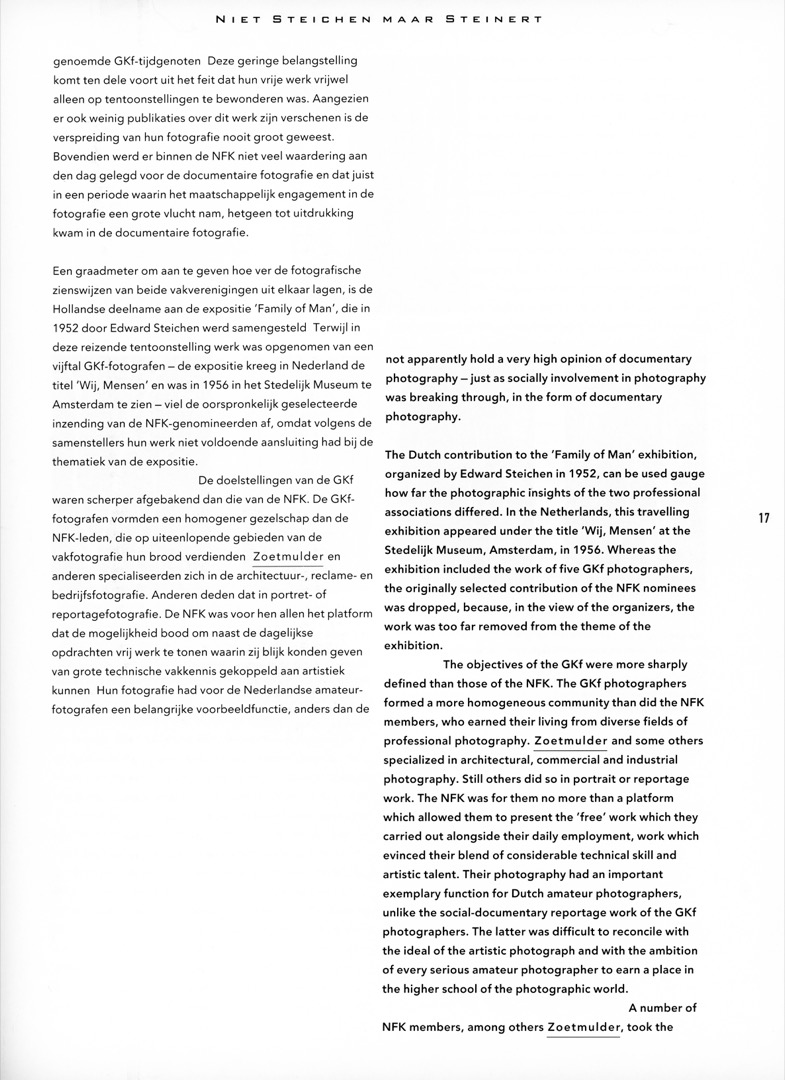 NIET STEICHEN MAAR STEINERT
genoemde GKf-tijdgenoten Deze geringe belangstelling
komt ten dele voort uit het feit dat hun vrije werk vrijwel
alleen op tentoonstellingen te bewonderen was. Aangezien
er ook weinig publikaties over dit werk zijn verschenen is de
verspreiding van hun fotografie nooit groot geweest.
Bovendien werd er binnen de NFK niet veel waardering aan
den dag gelegd voor de documentaire fotografie en dat juist
in een periode waarin het maatschappelijk engagement in de
fotografie een grote vlucht nam, hetgeen tot uitdrukking
kwam in de documentaire fotografie.
Een graadmeter om aan te geven hoe ver de fotografische
zienswijzen van beide vakverenigingen uit elkaar lagen, is de
Hollandse deelname aan de expositie ‘Family of Man’, die in
1952 door Edward Steichen werd samengesteld Terwijl in
deze reizende tentoonstelling werk was opgenomen van een
vijftal GKf-fotografen – de expositie kreeg in Nederland de
titel ‘Wij, Mensen’ en was in 1956 in het Stedelijk Museum te
Amsterdam te zien – viel de oorspronkelijk geselecteerde
inzending van de NFK-genomineerden af, omdat volgens de
samenstellers hun werk niet voldoende aansluiting had bij de
thematiek van de expositie.
De doelstellingen van de GKf
waren scherper afgebakend dan die van de NFK. De GKf-
fotografen vormden een homogener gezelschap dan de
NFK-leden, die op uiteenlopende gebieden van de
vakfotografie hun brood verdienden Zoetmulder en
anderen specialiseerden zich in de architectuur-, reclame- en
bedrijfsfotografie. Anderen deden dat in portret- of
reportagefotografie. De NFK was voor hen allen het platform
dat de mogelijkheid bood om naast de dagelijkse
opdrachten vrij werk te tonen waarin zij blijk konden geven
van grote technische vakkennis gekoppeld aan artistiek
kunnen Hun fotografie had voor de Nederlandse amateur-
fotografen een belangrijke voorbeeldfunctie, anders dan de
not apparently hold a very high opinion of documentary
photography – just as socially involvement in photography
was breaking through, in the form of documentary
photography.
The Dutch contribution to the ‘Family of Man’ exhibition,
organized by Edward Steichen in 1952, can be used gauge
how far the photographic insights of the two professional
associations differed. In the Netherlands, this travelling
exhibition appeared under the title ‘Wij, Mensen’ at the
Stedelijk Museum, Amsterdam, in 1956. Whereas the
exhibition included the work of five GKf photographers,
the originally selected contribution of the NFK nominees
was dropped, because, in the view of the organizers, the
work was too far removed from the theme of the
exhibition.
The objectives of the GKf were more sharply
defined than those of the NFK. The GKf photographers
formed a more homogeneous community than did the NFK
members, who earned their living from diverse fields of
professional photography. Zoetmulder and some others
specialized in architectural, commercial and industrial
photography. Still others did so in portrait or reportage
work. The NFK was for them no more than a platform
which allowed them to present the ‘free’ work which they
carried out alongside their daily employment, work which
evinced their blend of considerable technical skill and
artistic talent. Their photography had an important
exemplary function for Dutch amateur photographers,
unlike the social-documentary reportage work of the GKf
photographers. The latter was difficult to reconcile with
the ideal of the artistic photograph and with the ambition
of every serious amateur photographer to earn a place in
the higher school of the photographic world.
A number of
NFK members, among others Zoetmulder, took the
17